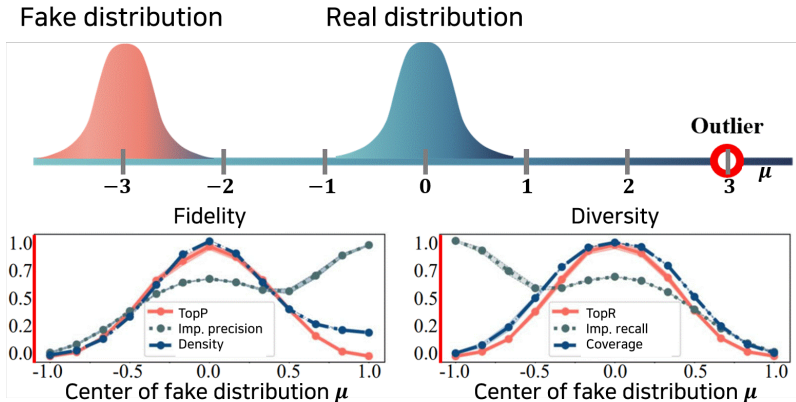 Fake distribution
Real distribution
Outlier
−3 −2 −1 0 1 2 3 μ
Fidelity
1.0
0.7
0.5
0.2
0.0
TopP
Imp. precision
Density
-1.0 -0.5 0.0 0.5 1.0
Center of fake distribution μ
Diversity
1.0
0.7
0.5
0.2
0.0
TopR
Imp. recall
Coverage
-1.0 -0.5 0.0 0.5 1.0
Center of fake distribution μ